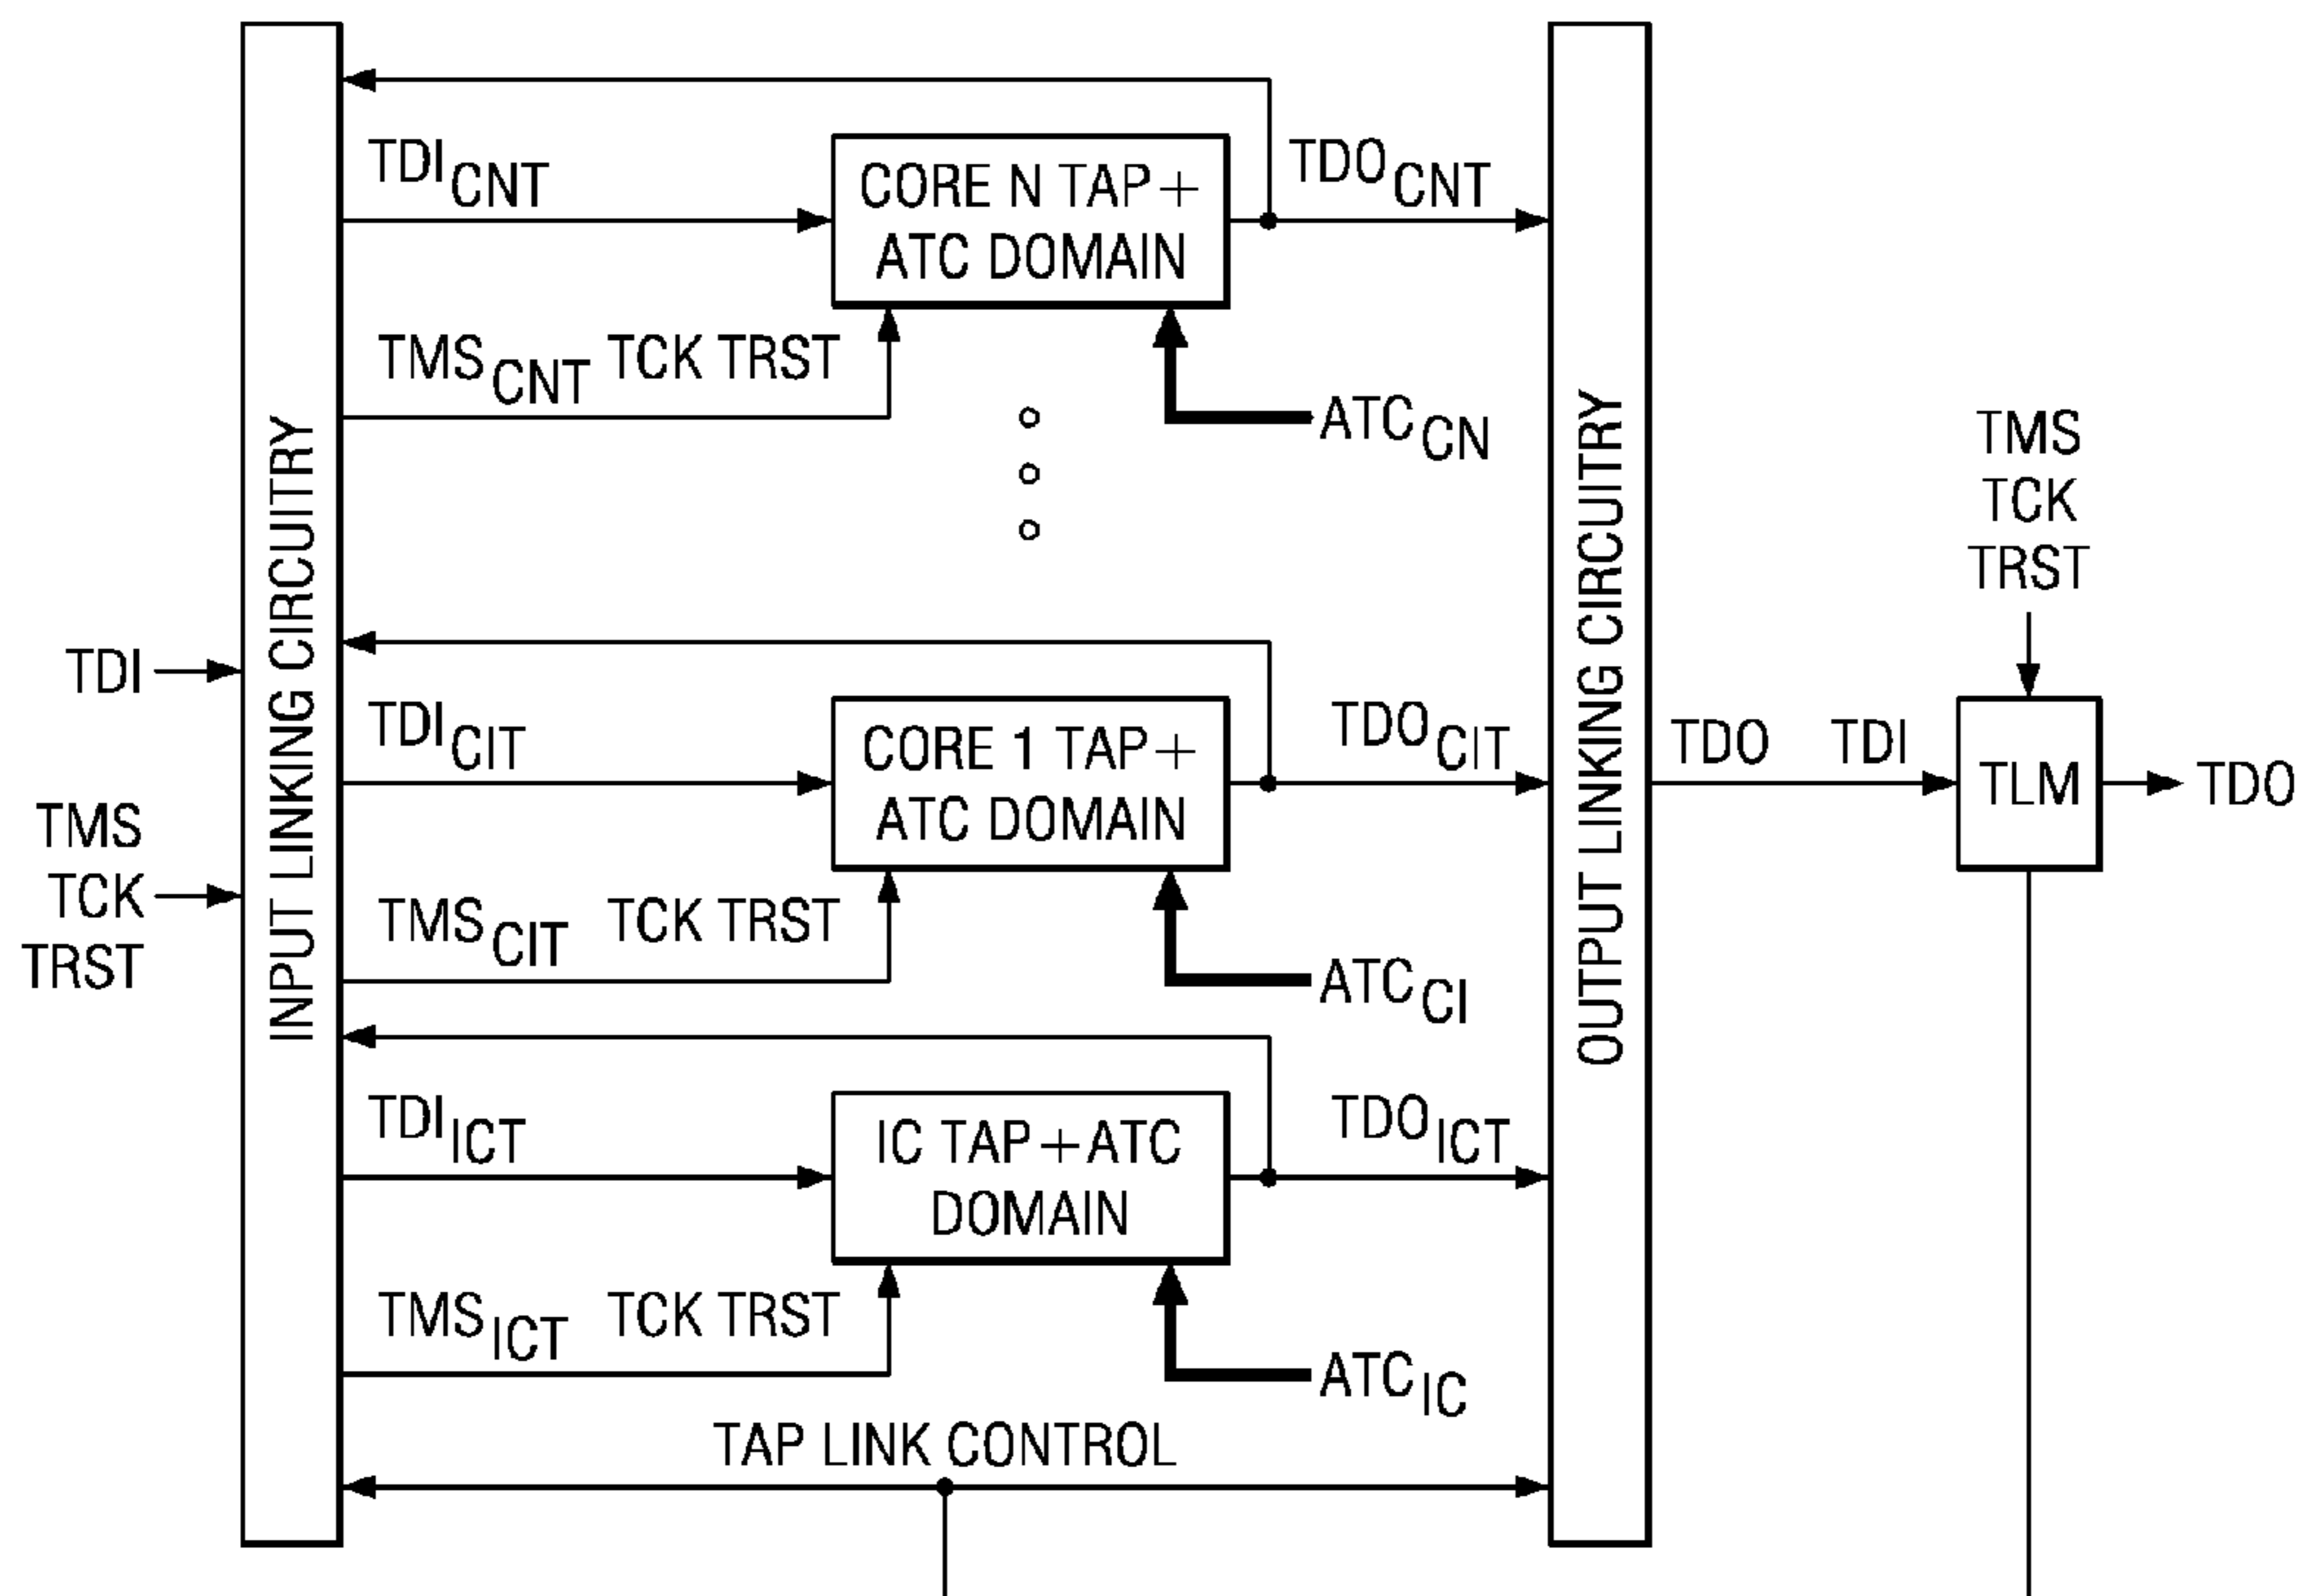 TDI CNT
CORE N TAP+
ATC DOMAIN
TDO CNT
TMS CNT TCK TRST
ATC CN
TMS
TCK
TRST
INPUT LINKING CIRCUITRY
OUTPUT LINKING CIRCUITRY
TDI
TDI CIT
CORE 1 TAP+
ATC DOMAIN
TDO CIT
TDO TDI
TLM
TDO
TMS
TCK
TRST
TMS CIT TCK TRST
ATC CI
TDI ICT
IC TAP+ATC
DOMAIN
TDO ICT
TMS ICT TCK TRST
ATC IC
TAP LINK CONTROL